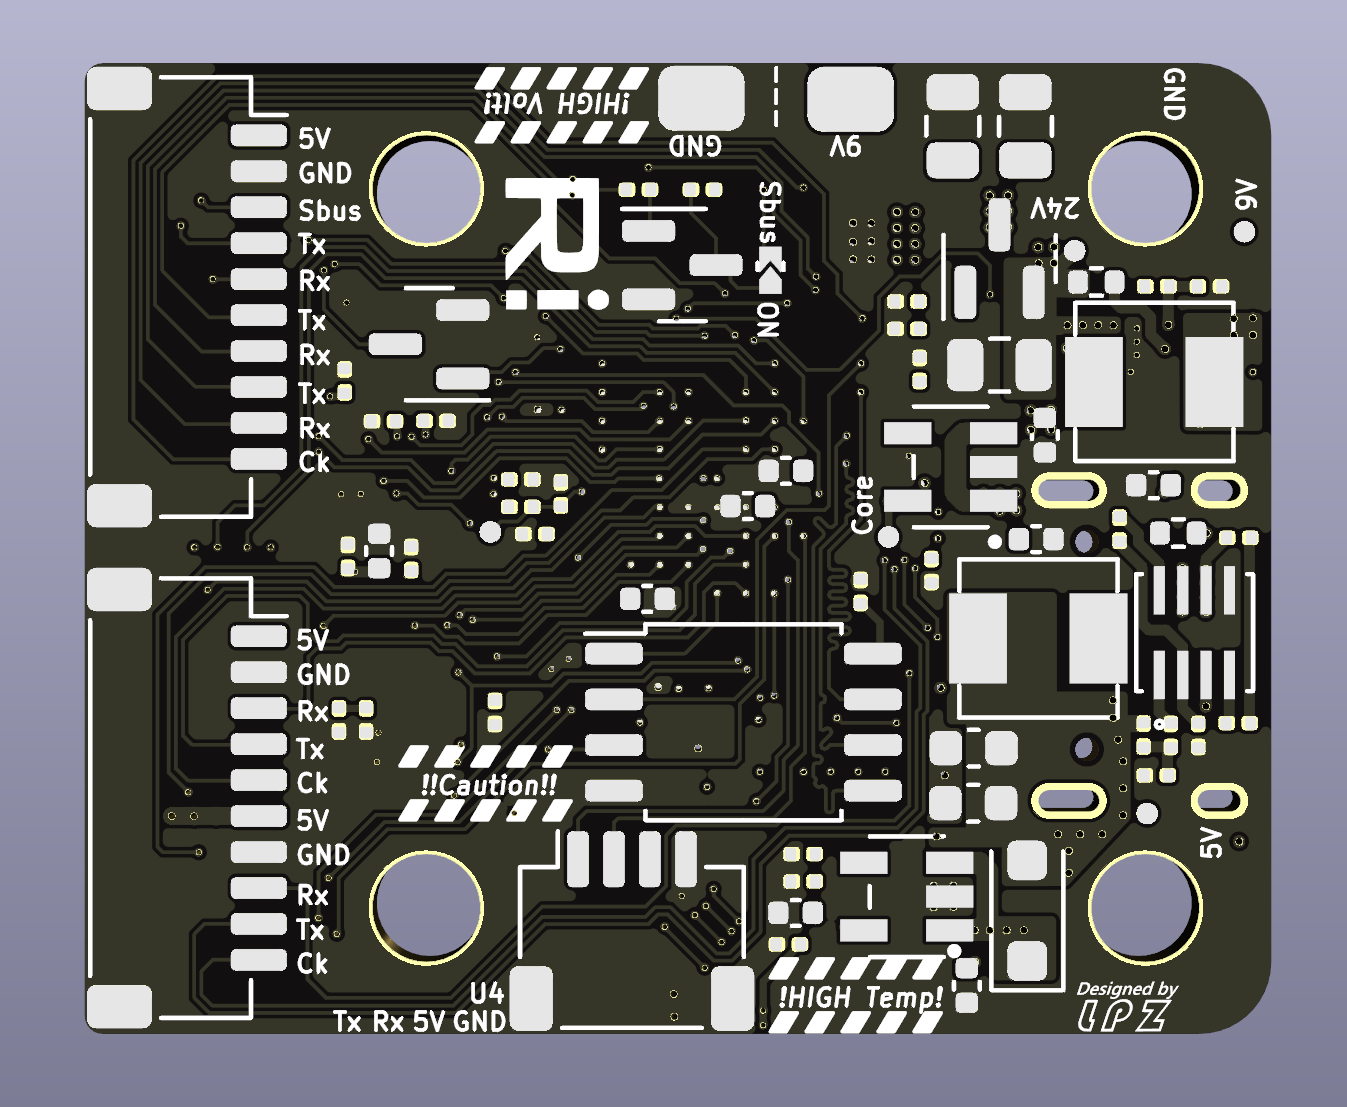 !HIGH Volt!
GND
9V
GND
5V
GND
Sbus
Tx
Rx
Tx
Rx
Tx
Rx
Ck
Ri
Sbus
ON
24V
9V
Core
5V
GND
Rx
Tx
Ck
5V
GND
Rx
Tx
Ck
!!Caution!!
5V
U4
Tx Rx 5V GND
!HIGH Temp!
Designed by
LPZ